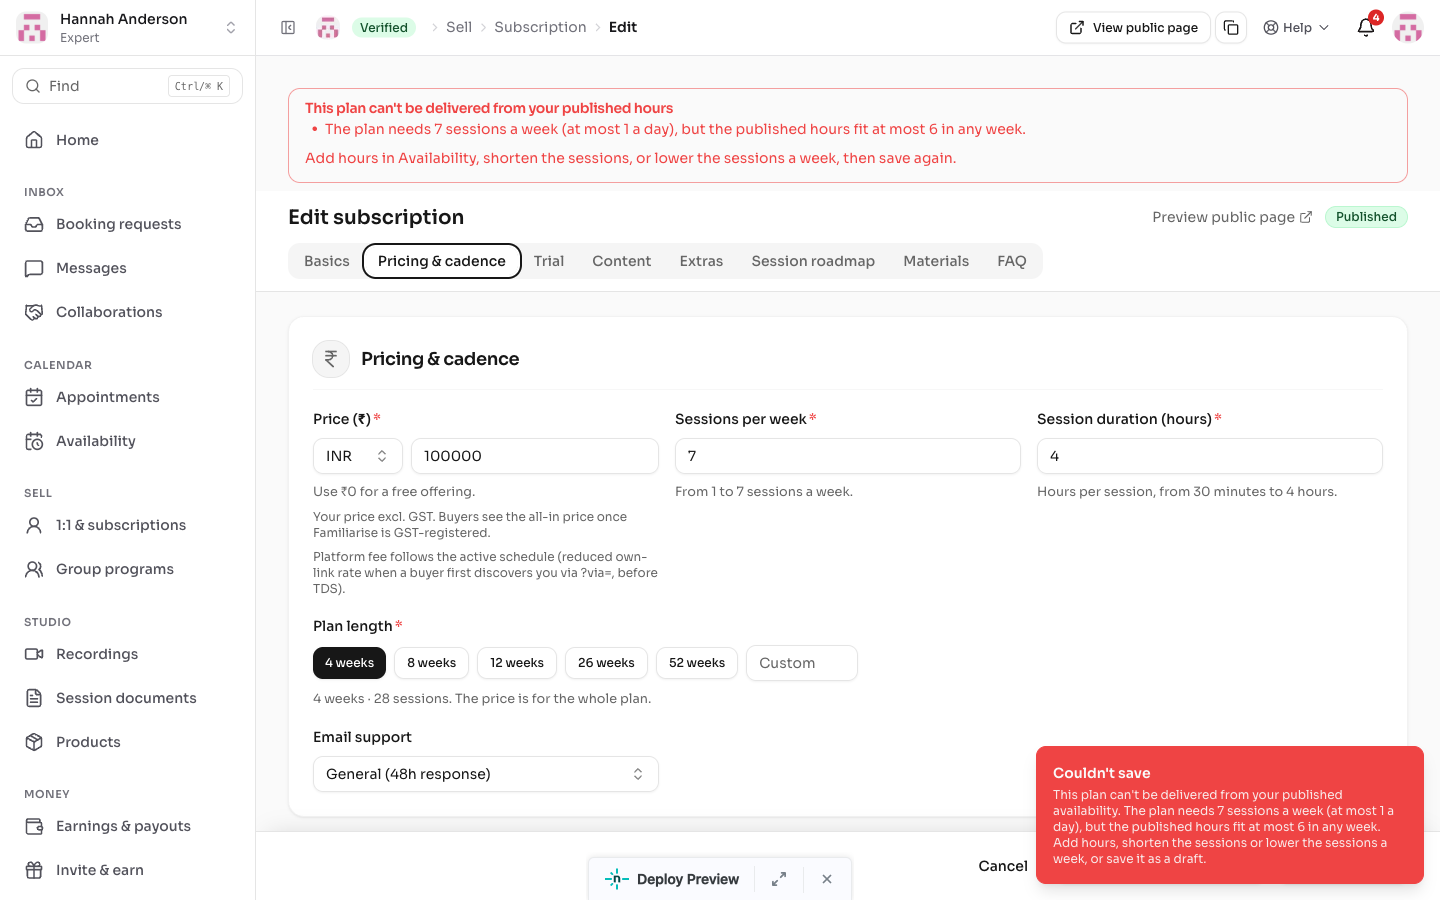 Hannah Anderson
Expert
Find
Ctrl/⌘ K
Home
INBOX
Booking requests
Messages
Collaborations
CALENDAR
Appointments
Availability
SELL
1:1 & subscriptions
Group programs
STUDIO
Recordings
Session documents
Products
MONEY
Earnings & payouts
Invite & earn
Verified
Sell
Subscription
Edit
View public page
Help
4
This plan can't be delivered from your published hours
• The plan needs 7 sessions a week (at most 1 a day), but the published hours fit at most 6 in any week.
Add hours in Availability, shorten the sessions, or lower the sessions a week, then save again.
Edit subscription
Preview public page
Published
Basics
Pricing & cadence
Trial
Content
Extras
Session roadmap
Materials
FAQ
₹
Pricing & cadence
Price (₹)*
INR
100000
Use ₹0 for a free offering.
Your price excl. GST. Buyers see the all-in price once
Familiarise is GST-registered.
Platform fee follows the active schedule (reduced own-
link rate when a buyer first discovers you via ?via=, before
TDS).
Sessions per week*
7
From 1 to 7 sessions a week.
Session duration (hours)*
4
Hours per session, from 30 minutes to 4 hours.
Plan length*
4 weeks
8 weeks
12 weeks
26 weeks
52 weeks
Custom
4 weeks · 28 sessions. The price is for the whole plan.
Email support
General (48h response)
Cancel
Deploy Preview
Couldn't save
This plan can't be delivered from your published
availability. The plan needs 7 sessions a week (at most 1 a
day), but the published hours fit at most 6 in any week.
Add hours, shorten the sessions or lower the sessions a
week, or save it as a draft.